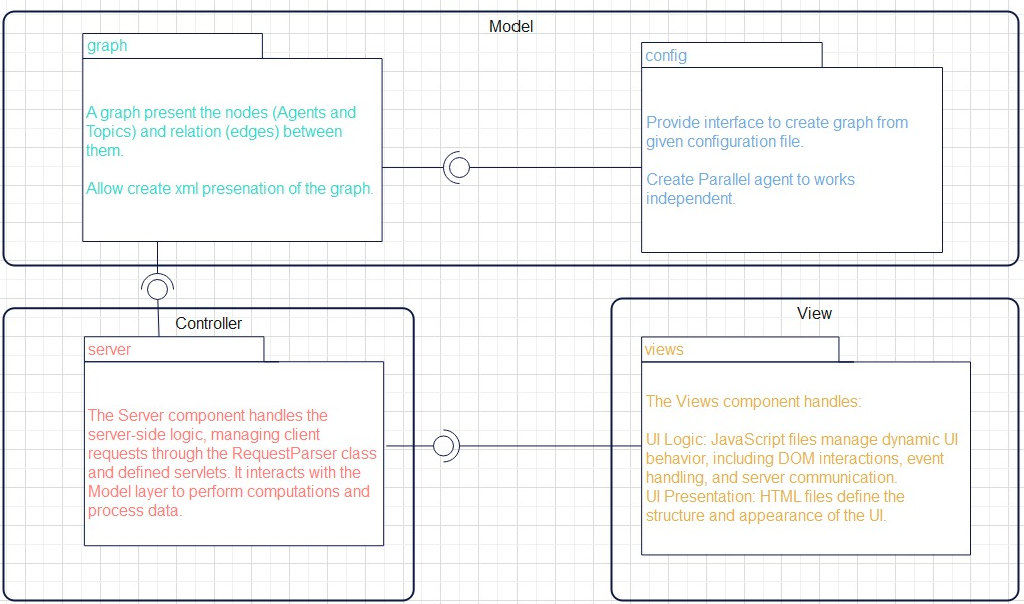 Model
graph
A graph present the nodes (Agents and
Topics) and relation (edges) between
them.
Allow create xml presenation of the graph.
config
Provide interface to create graph from
given configuration file.
Create Parallel agent to works
independent.
Controller
server
The Server component handles the
server-side logic, managing client
requests through the RequestParser class
and defined servlets. It interacts with the
Model layer to perform computations and
process data.
View
views
The Views component handles:
UI Logic: JavaScript files manage dynamic UI
behavior, including DOM interactions, event
handling, and server communication.
UI Presentation: HTML files define the
structure and appearance of the UI.